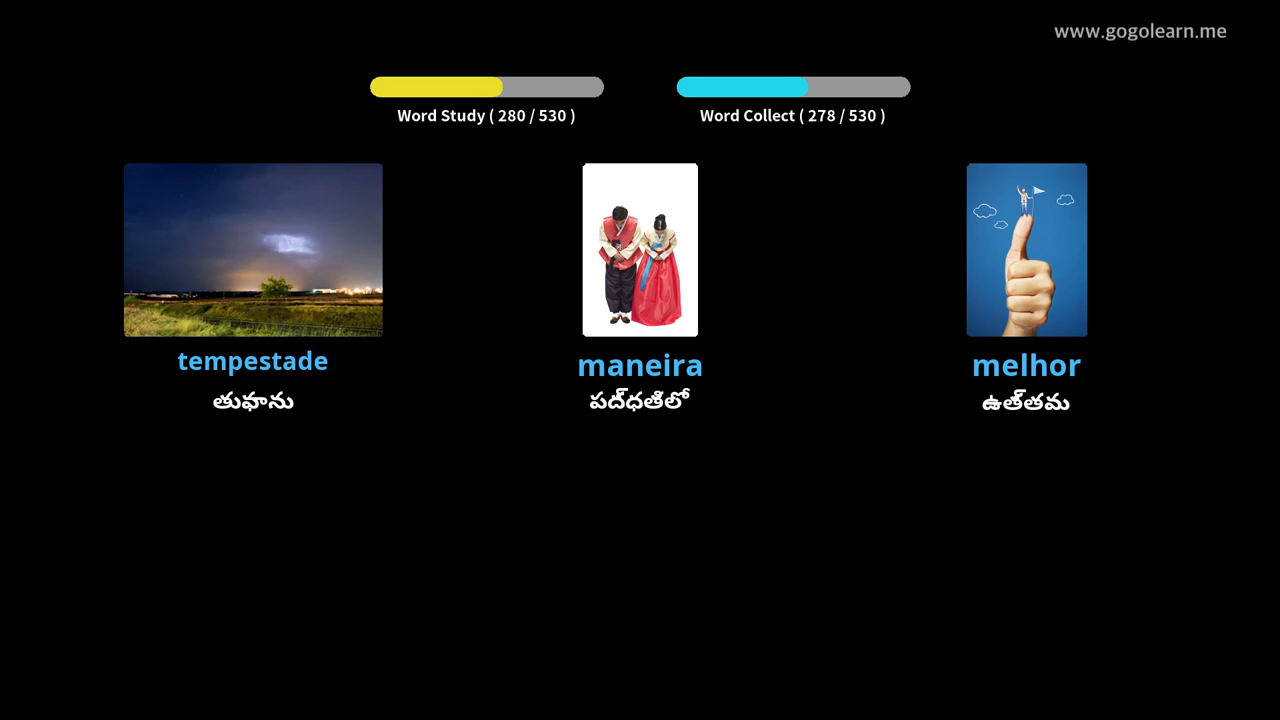 www.gogolearn.me
Word Study ( 280 / 530 )
Word Collect ( 278 / 530 )
tempestade
maneira
melhor
తుఫాను
పద్ధతిలో
ఉత్తమ